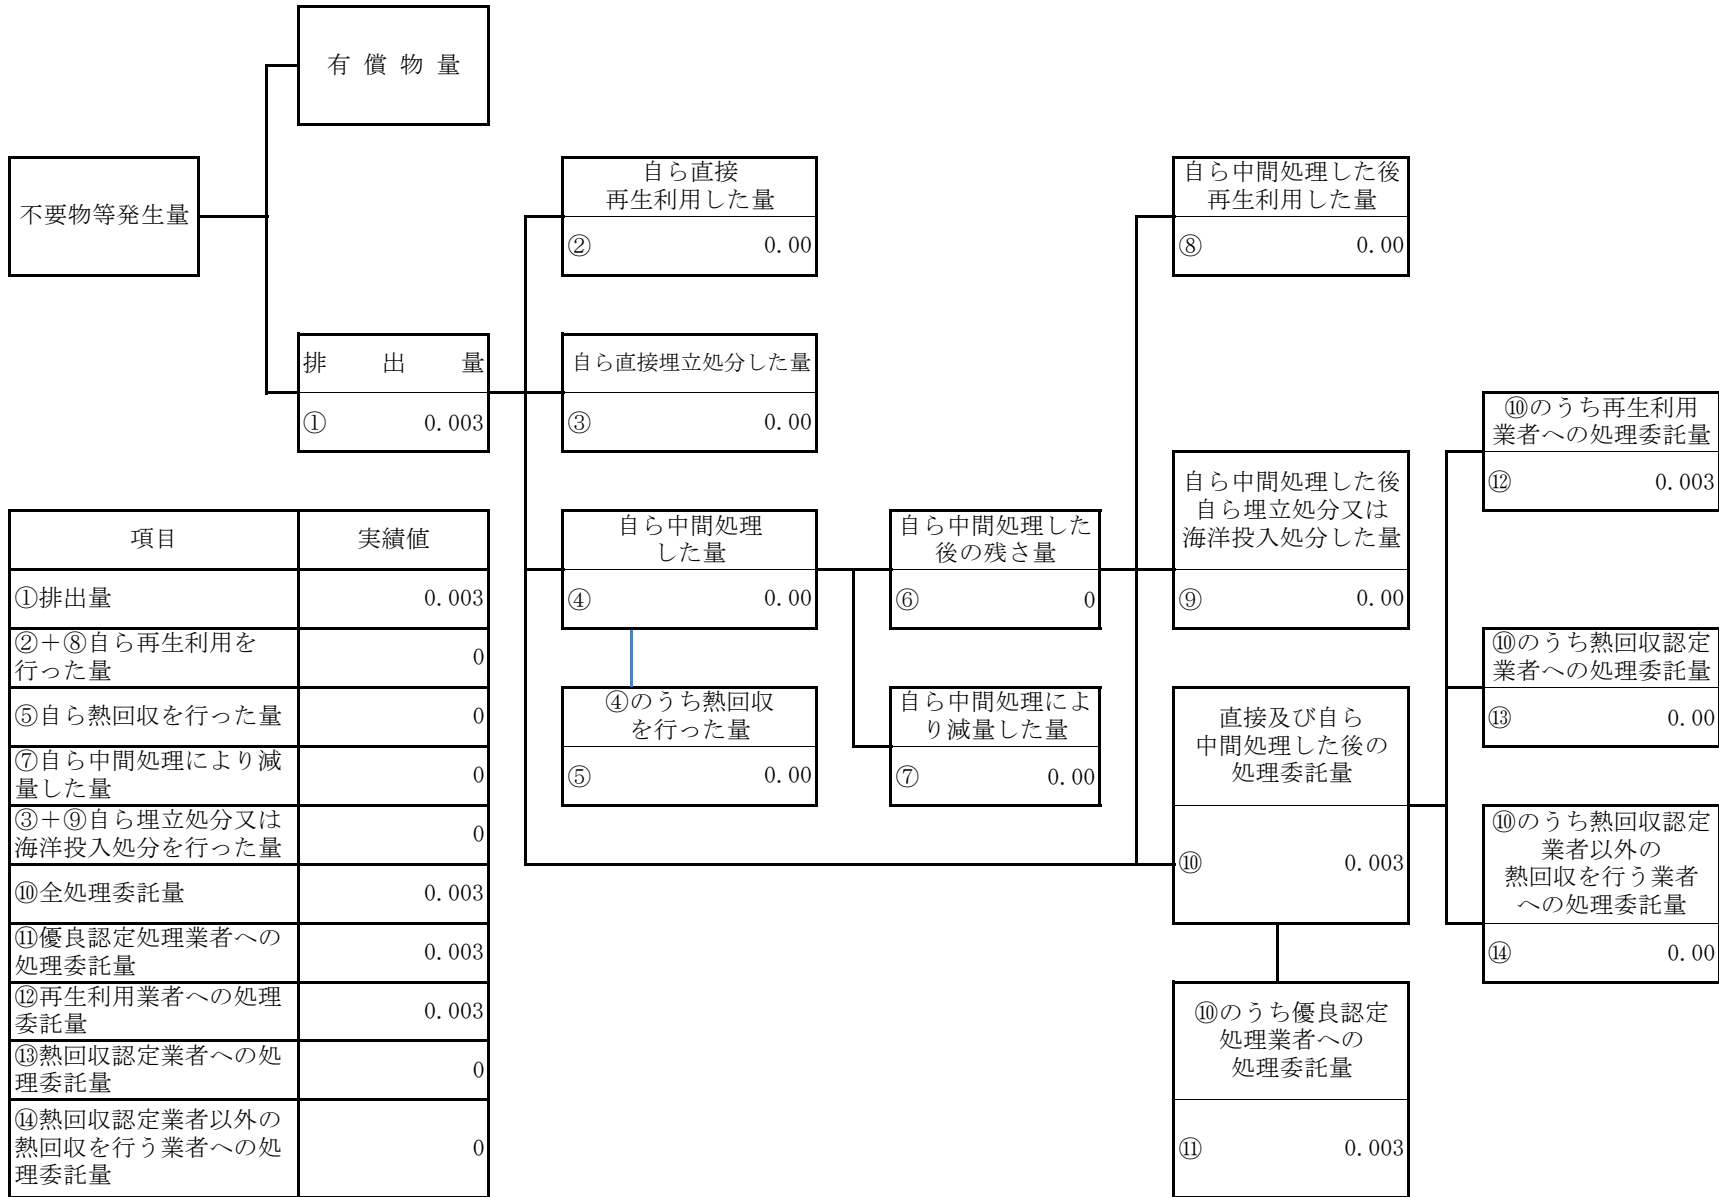 有 償 物 量
不要物等発生量
自ら直接
再生利用した量
② 0.00
自ら中間処理した後
再生利用した量
⑧ 0.00
排 出 量
① 0.003
自ら直接埋立処分した量
③ 0.00
⑩のうち再生利用
業者への処理委託量
⑫ 0.003
自ら中間処理した後
自ら埋立処分又は
海洋投入処分した量
⑨ 0.00
自ら中間処理
した量
④ 0.00
自ら中間処理した
後の残さ量
⑥ 0
⑩のうち熱回収認定
業者への処理委託量
⑬ 0.00
④のうち熱回収
を行った量
⑤ 0.00
自ら中間処理によ
り減量した量
⑦ 0.00
直接及び自ら
中間処理した後の
処理委託量
⑩ 0.003
⑩のうち熱回収認定
業者以外の
熱回収を行う業者
への処理委託量
⑭ 0.00
⑩のうち優良認定
処理業者への
処理委託量
⑪ 0.003
項目 実績値
①排出量 0.003
②＋⑧自ら再生利用を
行った量 0
⑤自ら熱回収を行った量 0
⑦自ら中間処理により減
量した量 0
③＋⑨自ら埋立処分又は
海洋投入処分を行った量 0
⑩全処理委託量 0.003
⑪優良認定処理業者への
処理委託量 0.003
⑫再生利用業者への処理
委託量 0.003
⑬熱回収認定業者への処
理委託量 0
⑭熱回収認定業者以外の
熱回収を行う業者への処
理委託量 0